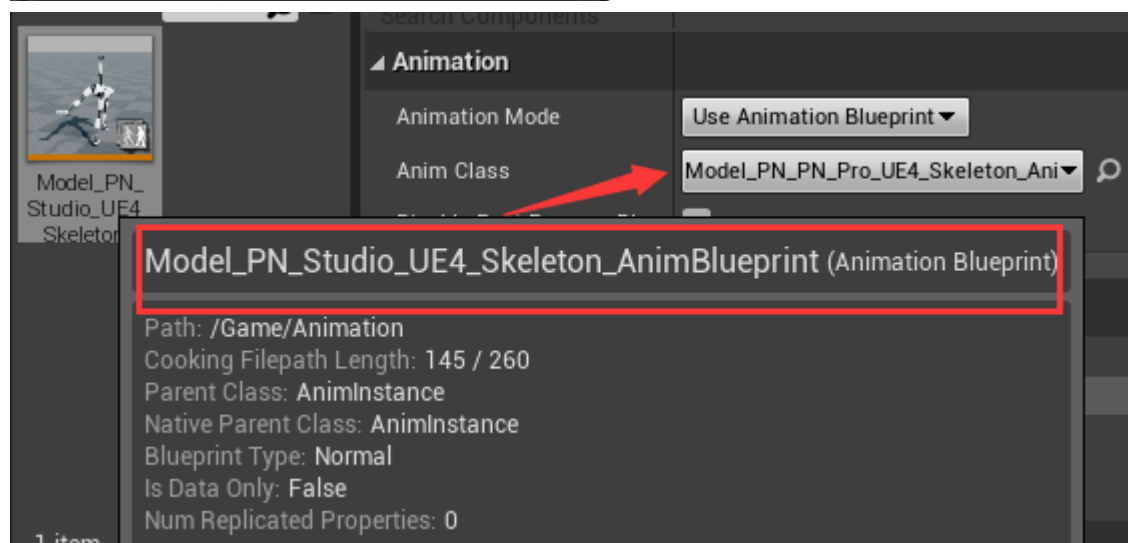 Search Components
Animation
Animation Mode
Use Animation Blueprint
Anim Class
Model_PN_PN_Pro_UE4_Skeleton_Ani
Model_PN_
Studio_UE4
Skeleton
Model_PN_Studio_UE4_Skeleton_AnimBlueprint (Animation Blueprint)
Path: /Game/Animation
Cooking Filepath Length: 145 / 260
Parent Class: AnimInstance
Native Parent Class: AnimInstance
Blueprint Type: Normal
Is Data Only: False
Num Replicated Properties: 0
1 item